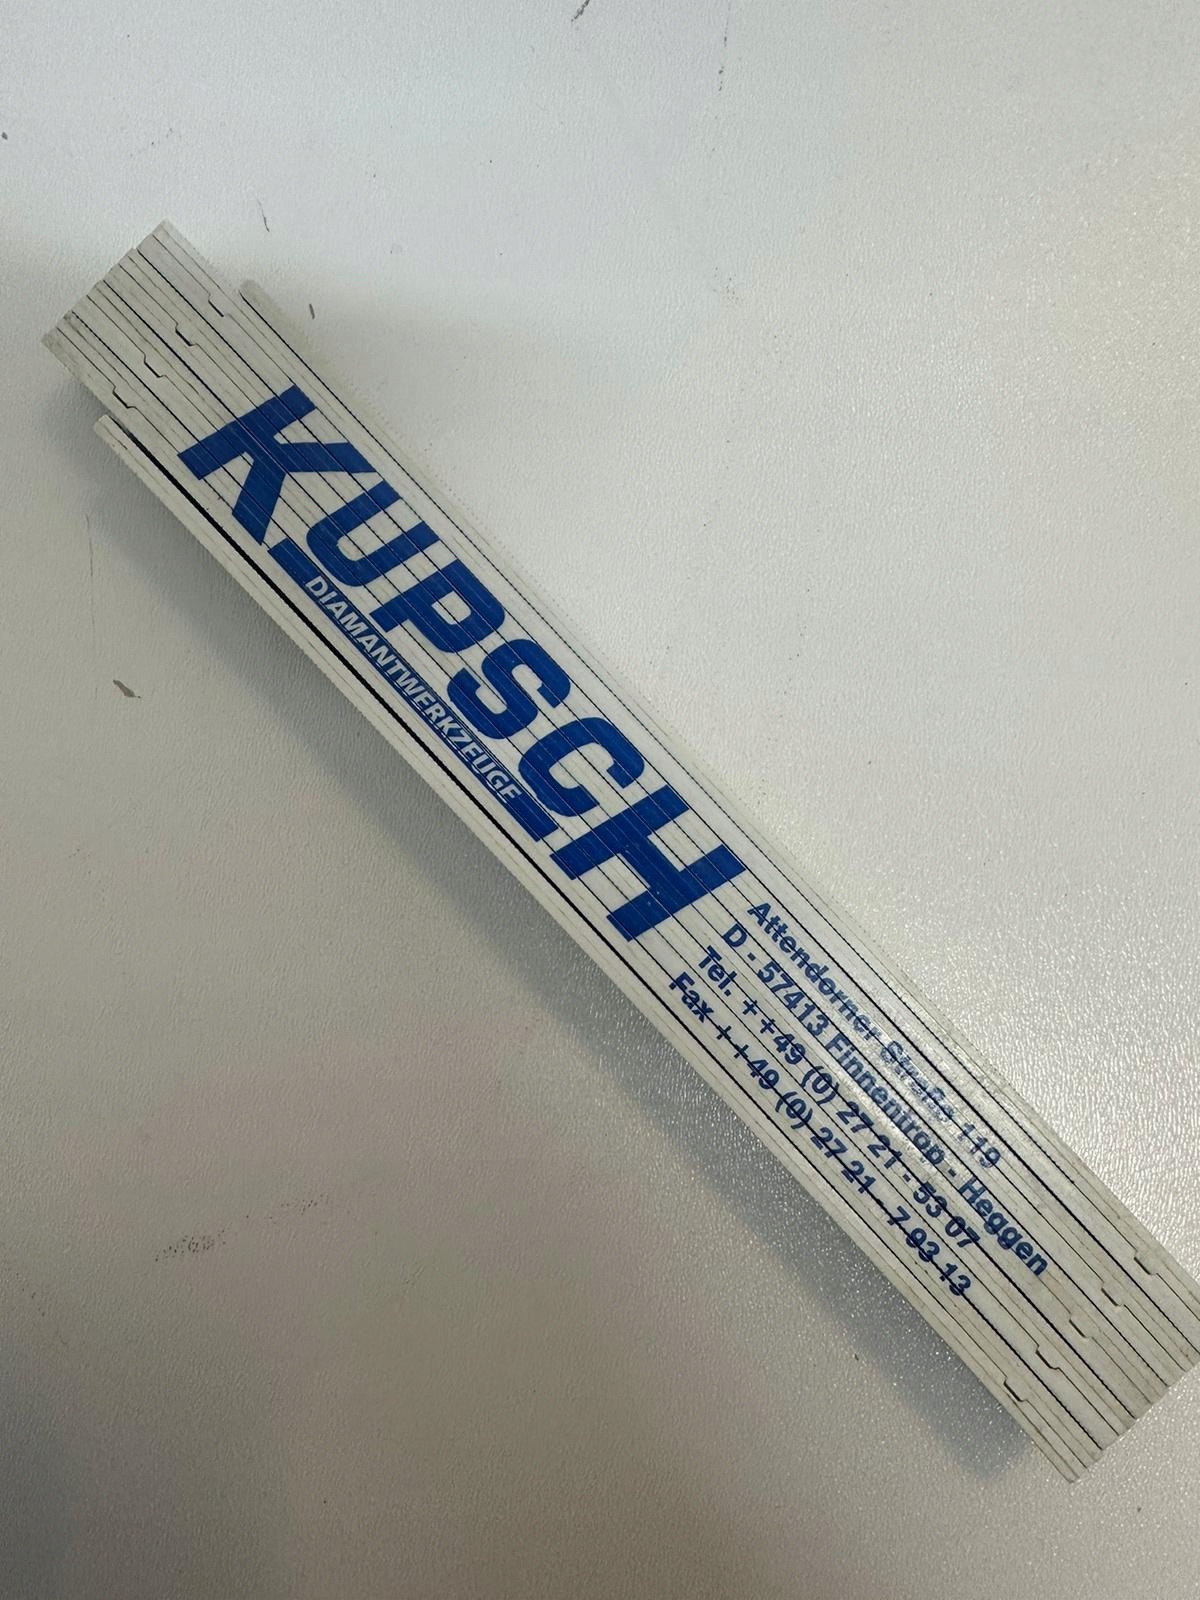 KUPSCH
DIAMANTWERKZEUGE
Attendorner Straße 119
D - 57413 Finnentrop - Heggen
Tel. ++49 (0) 27 21 - 53 07
Fax ++49 (0) 27 21 - 7 93 13